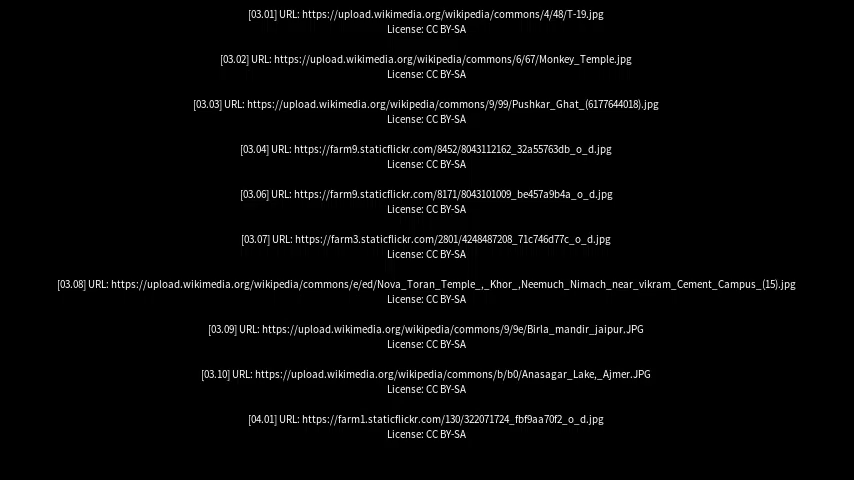 [03.01] URL: https://upload.wikimedia.org/wikipedia/commons/4/48/T-19.jpg
License: CC BY-SA
[03.02] URL: https://upload.wikimedia.org/wikipedia/commons/6/67/Monkey_Temple.jpg
License: CC BY-SA
[03.03] URL: https://upload.wikimedia.org/wikipedia/commons/9/99/Pushkar_Ghat_(6177644018).jpg
License: CC BY-SA
[03.04] URL: https://farm9.staticflickr.com/8452/8043112162_32a55763db_o_d.jpg
License: CC BY-SA
[03.06] URL: https://farm9.staticflickr.com/8171/8043101009_be457a9b4a_o_d.jpg
License: CC BY-SA
[03.07] URL: https://farm3.staticflickr.com/2801/4248487208_71c746d77c_o_d.jpg
License: CC BY-SA
[03.08] URL: https://upload.wikimedia.org/wikipedia/commons/e/ed/Nova_Toran_Temple_,_Khor_,Neemuch_Nimach_near_vikram_Cement_Campus_(15).jpg
License: CC BY-SA
[03.09] URL: https://upload.wikimedia.org/wikipedia/commons/9/9e/Birla_mandir_jaipur.JPG
License: CC BY-SA
[03.10] URL: https://upload.wikimedia.org/wikipedia/commons/b/b0/Anasagar_Lake,_Ajmer.JPG
License: CC BY-SA
[04.01] URL: https://farm1.staticflickr.com/130/322071724_fbf9aa70f2_o_d.jpg
License: CC BY-SA